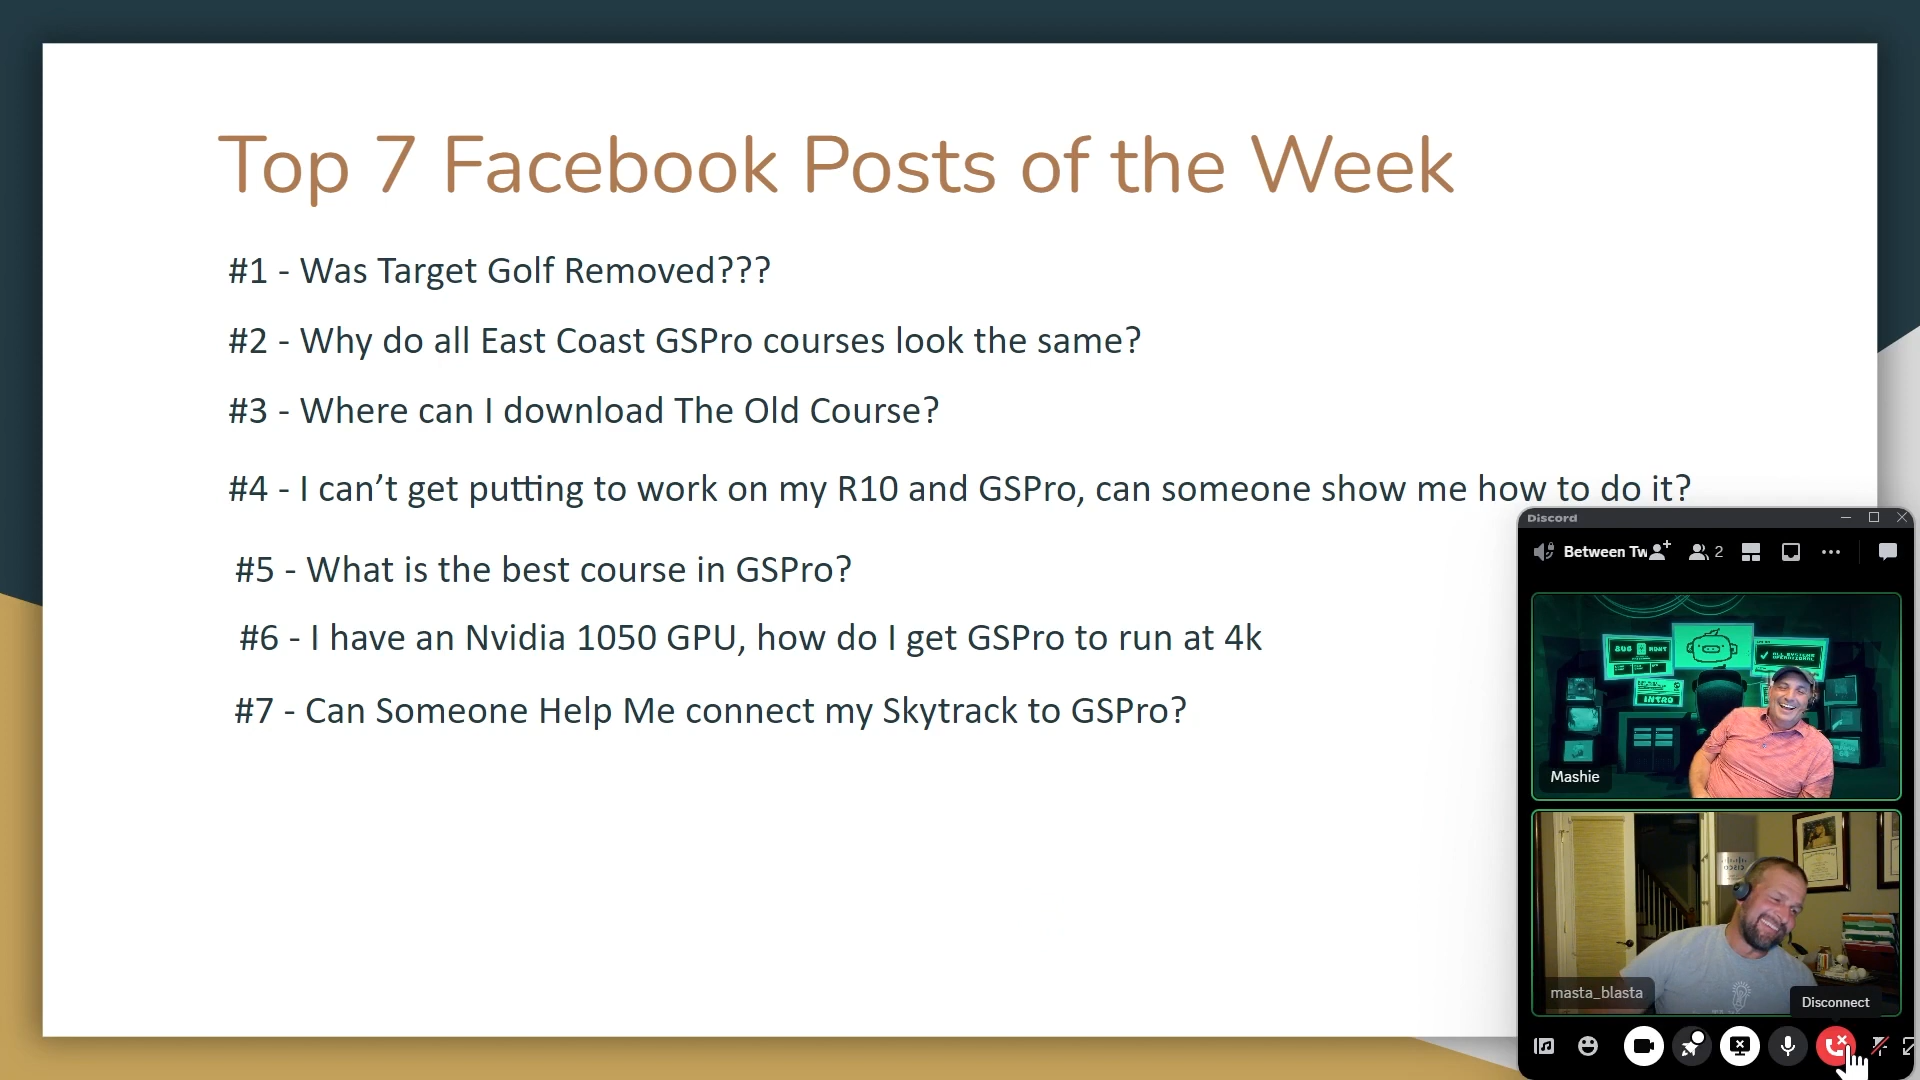 Top 7 Facebook Posts of the Week
#1 - Was Target Golf Removed???
#2 - Why do all East Coast GSPro courses look the same?
#3 - Where can I download The Old Course?
#4 - I can’t get putting to work on my R10 and GSPro, can someone show me how to do it?
#5 - What is the best course in GSPro?
#6 - I have an Nvidia 1050 GPU, how do I get GSPro to run at 4k
#7 - Can Someone Help Me connect my Skytrack to GSPro?
Discord
Between Tw
2
INTRO
Mashie
masta_blasta
Disconnect